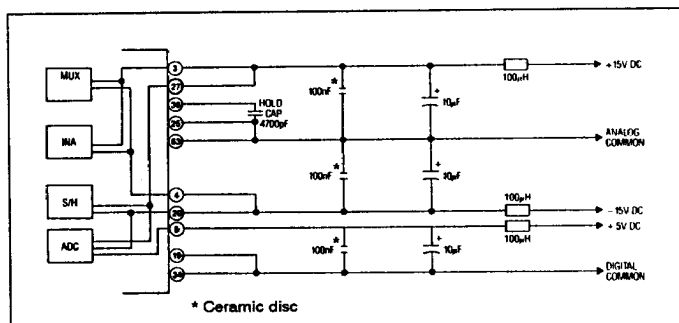 MUX
INA
S/H
ADC
3
27
25
63
4
5
19
34
HOLD
CAP
4700pF
*
100nF
+
10µF
100µH
+15V DC
ANALOG
COMMON
*
100nF
+
10µF
100µH
−15V DC
+5V DC
100µH
*
100nF
+
10µF
DIGITAL
COMMON
* Ceramic disc